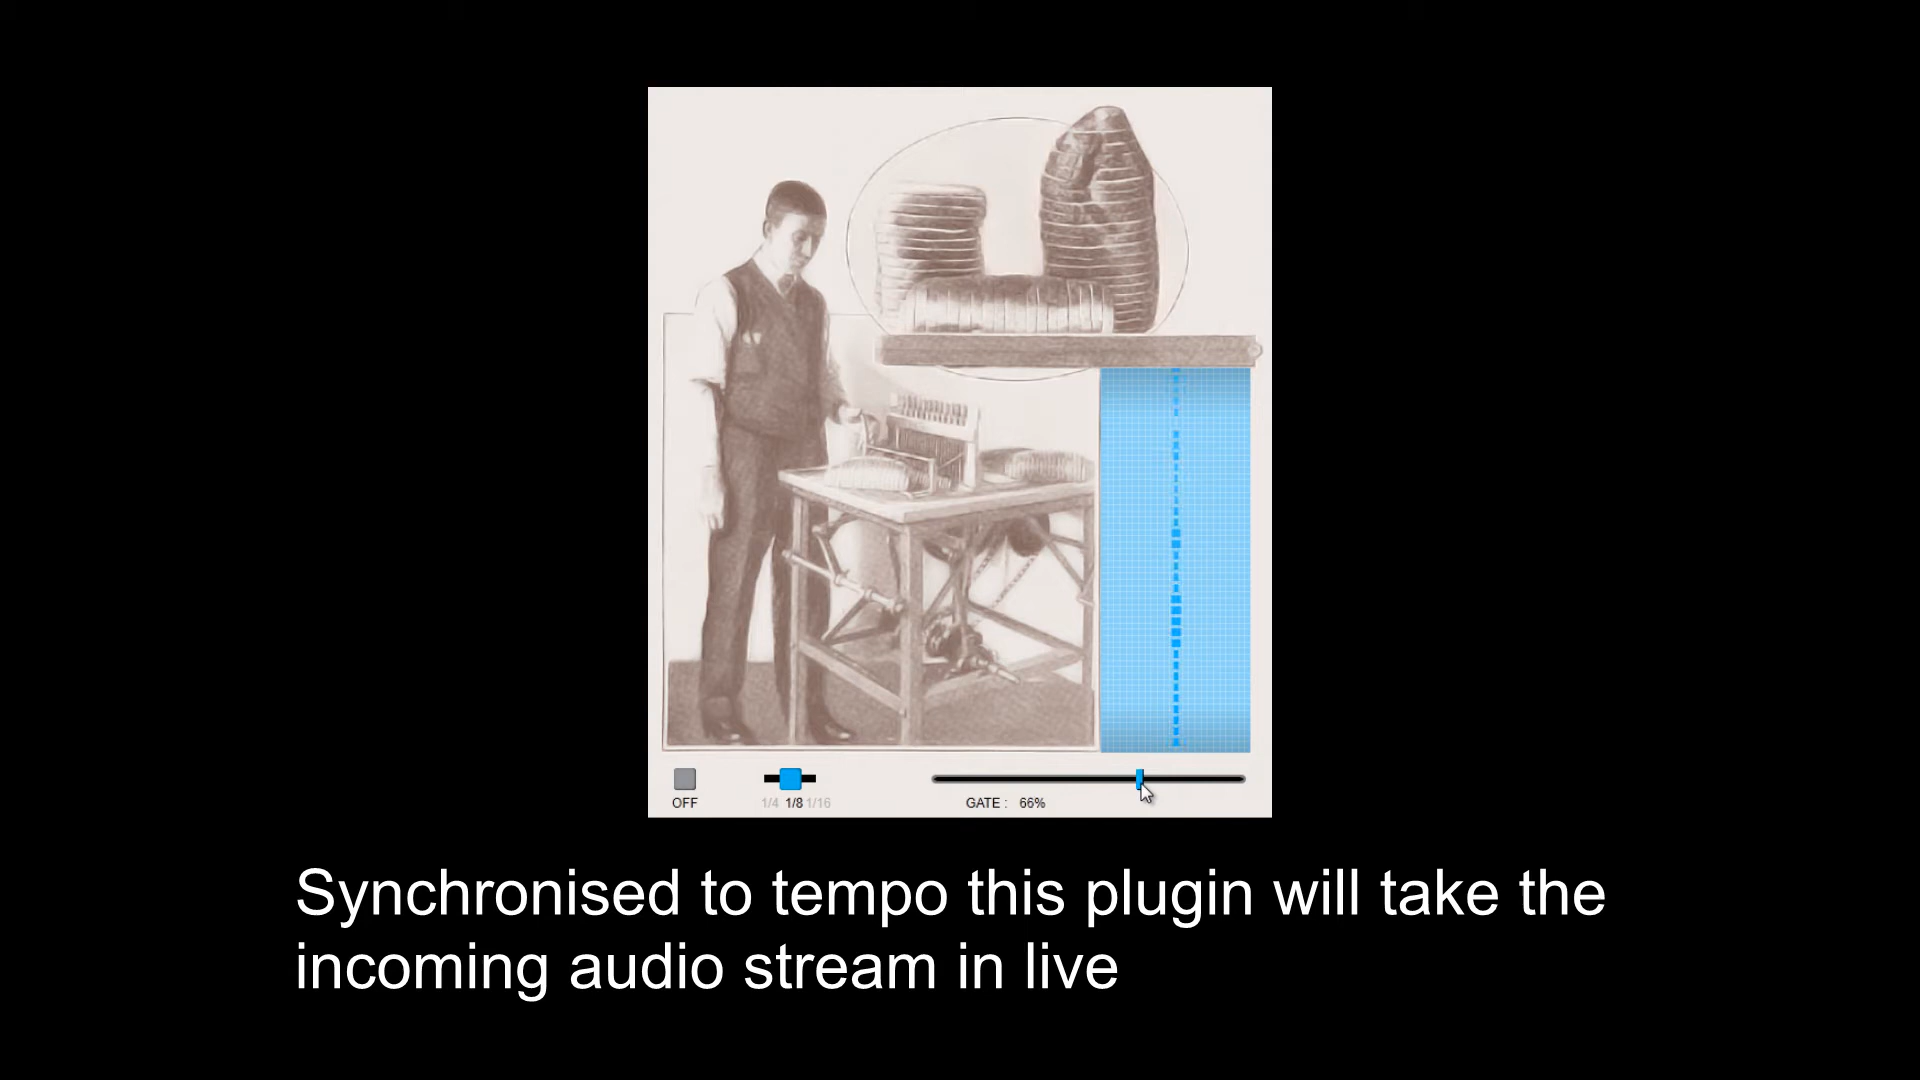 OFF
1/4 1/8 1/16
GATE : 66%
Synchronised to tempo this plugin will take the
incoming audio stream in live